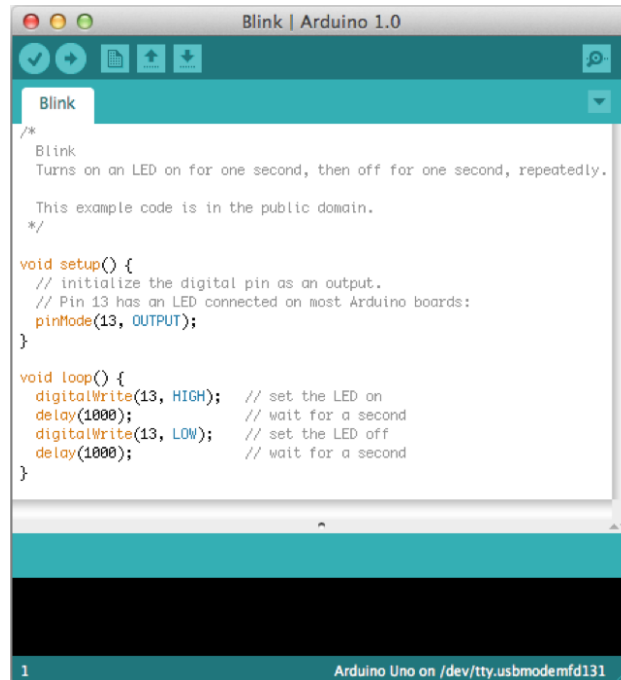 Blink | Arduino 1.0
Blink
/*
  Blink
  Turns on an LED on for one second, then off for one second, repeatedly.

  This example code is in the public domain.
 */

void setup() {
  // initialize the digital pin as an output.
  // Pin 13 has an LED connected on most Arduino boards:
  pinMode(13, OUTPUT);
}

void loop() {
  digitalWrite(13, HIGH);   // set the LED on
  delay(1000);              // wait for a second
  digitalWrite(13, LOW);    // set the LED off
  delay(1000);              // wait for a second
}
1 Arduino Uno on /dev/tty.usbmodemfd131